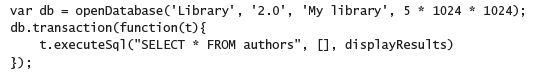 var db = openDatabase('Library', '2.0', 'My library', 5 * 1024 * 1024);
db.transaction(function(t){
    t.executeSql("SELECT * FROM authors", [], displayResults)
});